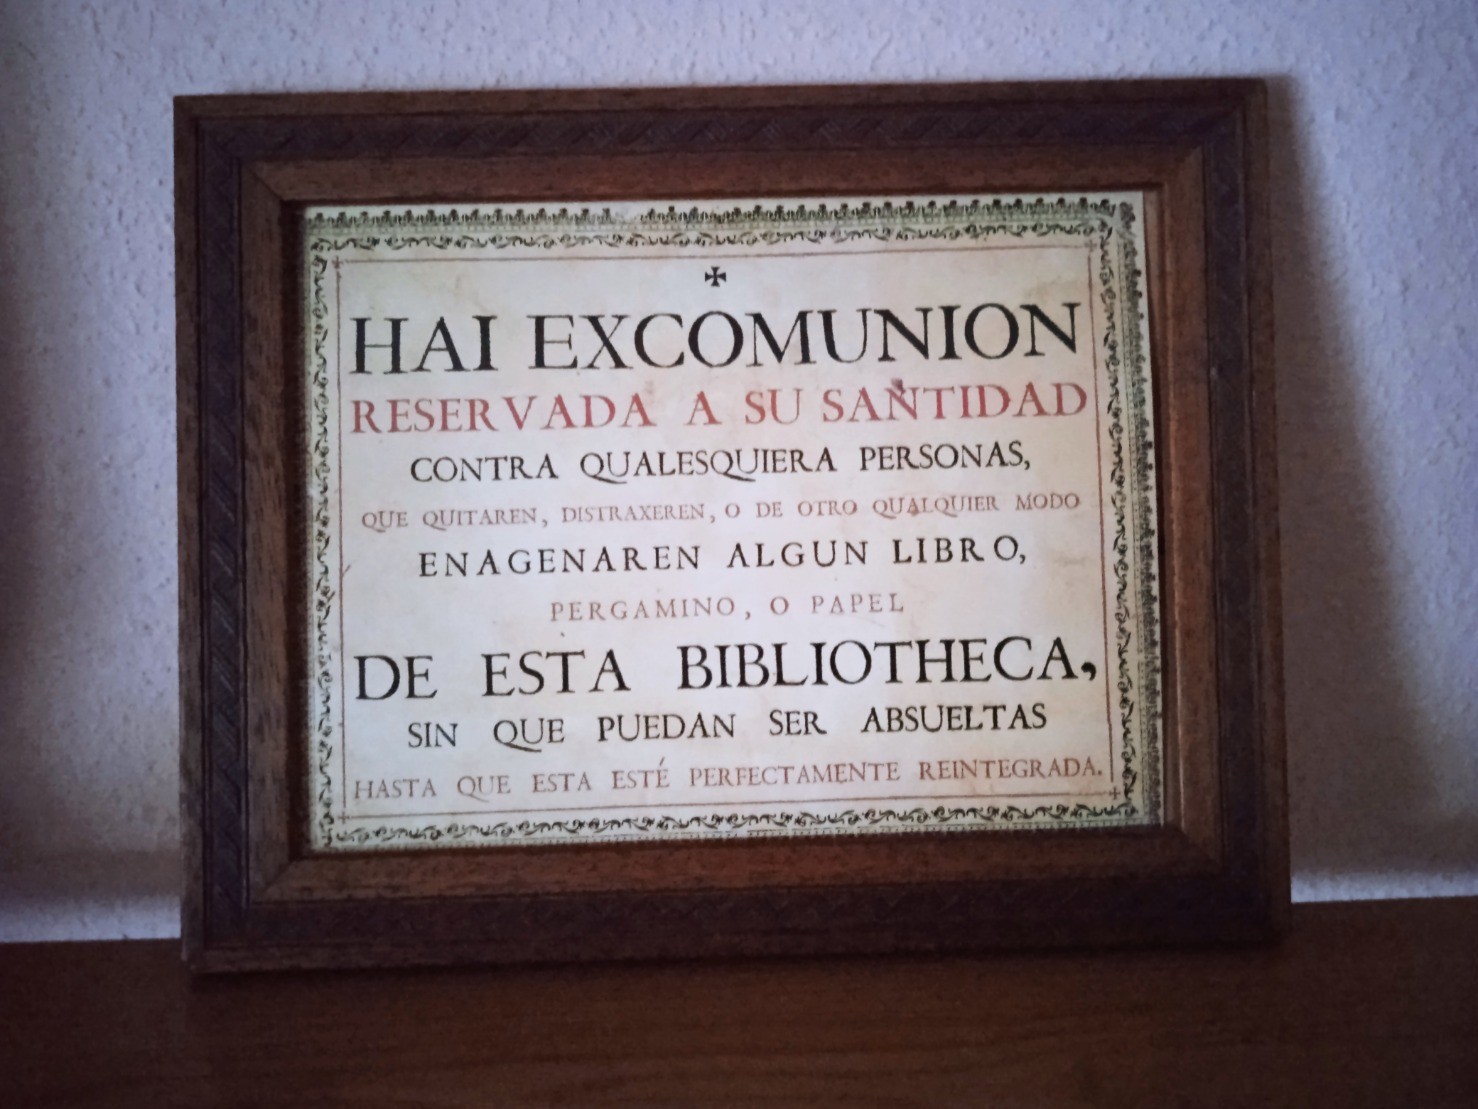 ✠
HAI EXCOMUNION
RESERVADA A SU SANTIDAD
CONTRA QUALESQUIERA PERSONAS,
QUE QUITAREN, DISTRAXEREN, O DE OTRO QUALQUIER MODO
ENAGENAREN ALGUN LIBRO,
PERGAMINO, O PAPEL
DE ESTA BIBLIOTHECA,
SIN QUE PUEDAN SER ABSUELTAS
HASTA QUE ESTA ESTÉ PERFECTAMENTE REINTEGRADA.